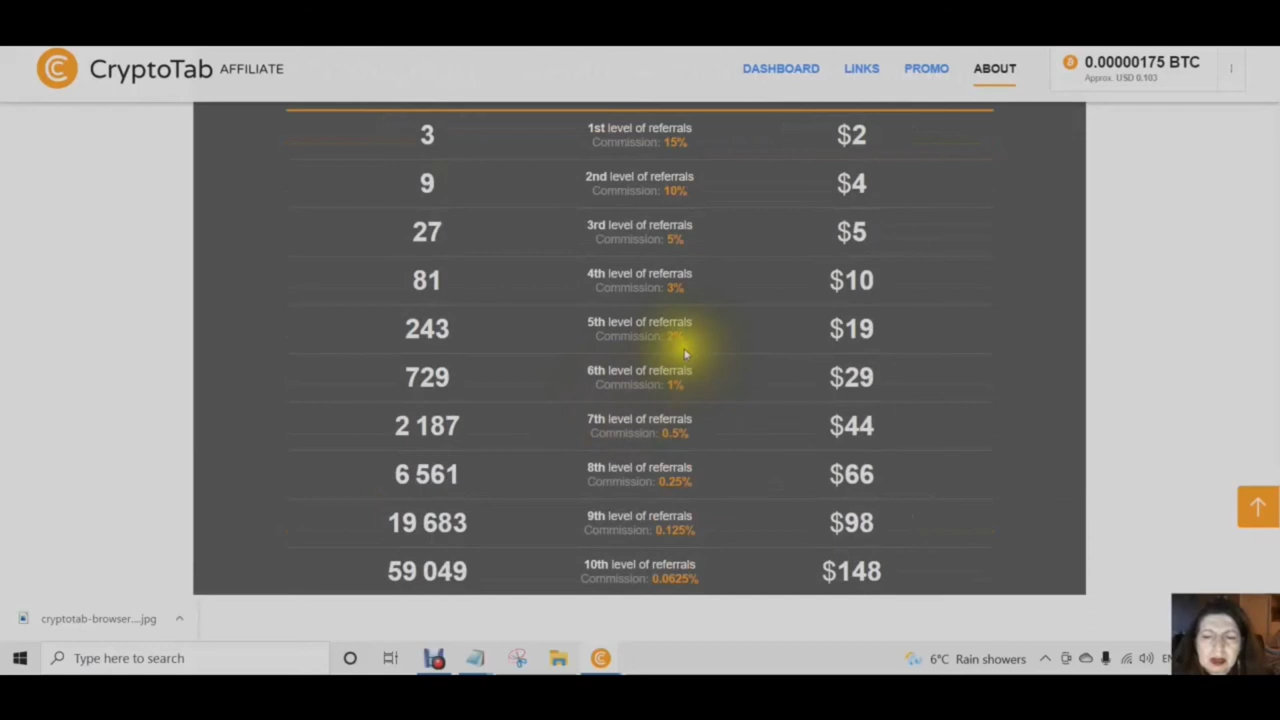 CryptoTab AFFILIATE
DASHBOARD LINKS PROMO ABOUT
0.00000175 BTC
Approx. USD 0.103
3 1st level of referrals $2
Commission: 15%
9 2nd level of referrals $4
Commission: 10%
27 3rd level of referrals $5
Commission: 5%
81 4th level of referrals $10
Commission: 3%
243 5th level of referrals $19
Commission: 2%
729 6th level of referrals $29
Commission: 1%
2 187 7th level of referrals $44
Commission: 0.5%
6 561 8th level of referrals $66
Commission: 0.25%
19 683 9th level of referrals $98
Commission: 0.125%
59 049 10th level of referrals $148
Commission: 0.0625%
cryptotab-browser....jpg
Type here to search
6°C Rain showers